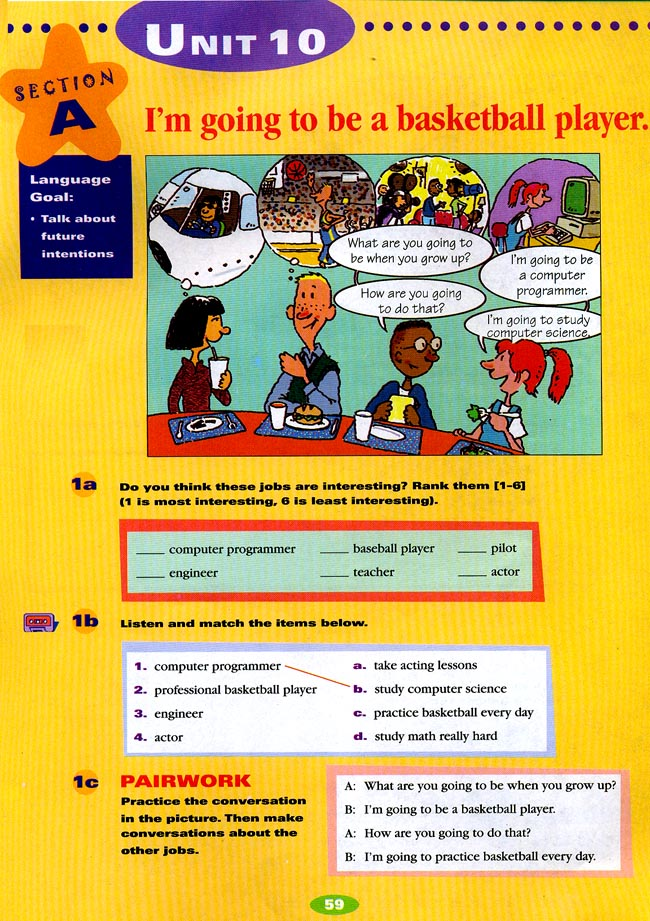 UNIT 10
SECTION
A
I'm going to be a basketball player.
Language
Goal:
• Talk about
future
intentions
What are you going to
be when you grow up?
I'm going to be
a computer
programmer.
How are you going
to do that?
I'm going to study
computer science.
1a
Do you think these jobs are interesting? Rank them [1-6]
(1 is most interesting, 6 is least interesting).
____ computer programmer ____ baseball player ____ pilot
____ engineer ____ teacher ____ actor
1b
Listen and match the items below.
1. computer programmer
2. professional basketball player
3. engineer
4. actor
a. take acting lessons
b. study computer science
c. practice basketball every day
d. study math really hard
1c
PAIRWORK
Practice the conversation
in the picture. Then make
conversations about the
other jobs.
A: What are you going to be when you grow up?
B: I'm going to be a basketball player.
A: How are you going to do that?
B: I'm going to practice basketball every day.
59